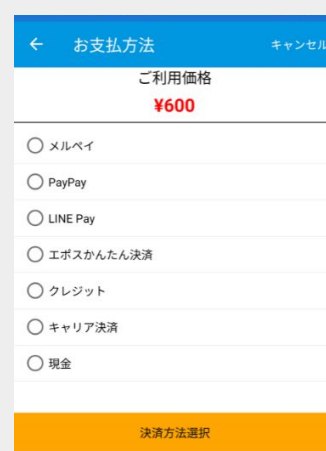 ← お支払方法 キャンセル
ご利用価格
¥600
メルペイ
PayPay
LINE Pay
エポスかんたん決済
クレジット
キャリア決済
現金
決済方法選択